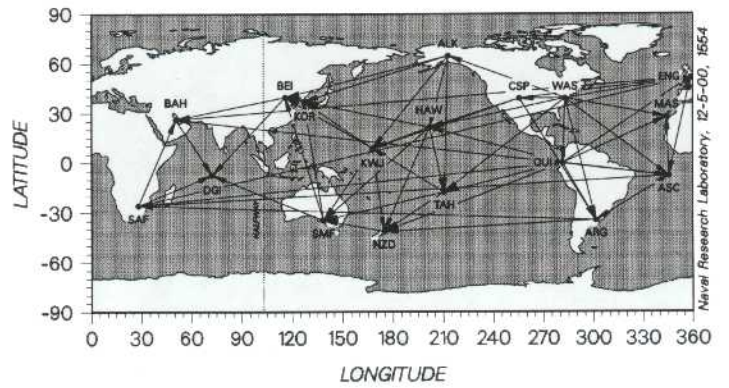 90
60
30
0
-30
-60
-90
LATITUDE
ALK
ENG
BEI
CSP
WAS
BAH
KOR
HAW
MAS
KWJ
QUI
DGI
TAH
ASC
SAF
SMF
NZD
ARG
0 30 60 90 120 150 180 210 240 270 300 330 360
LONGITUDE
Naval Research Laboratory, 12-5-00, 1554